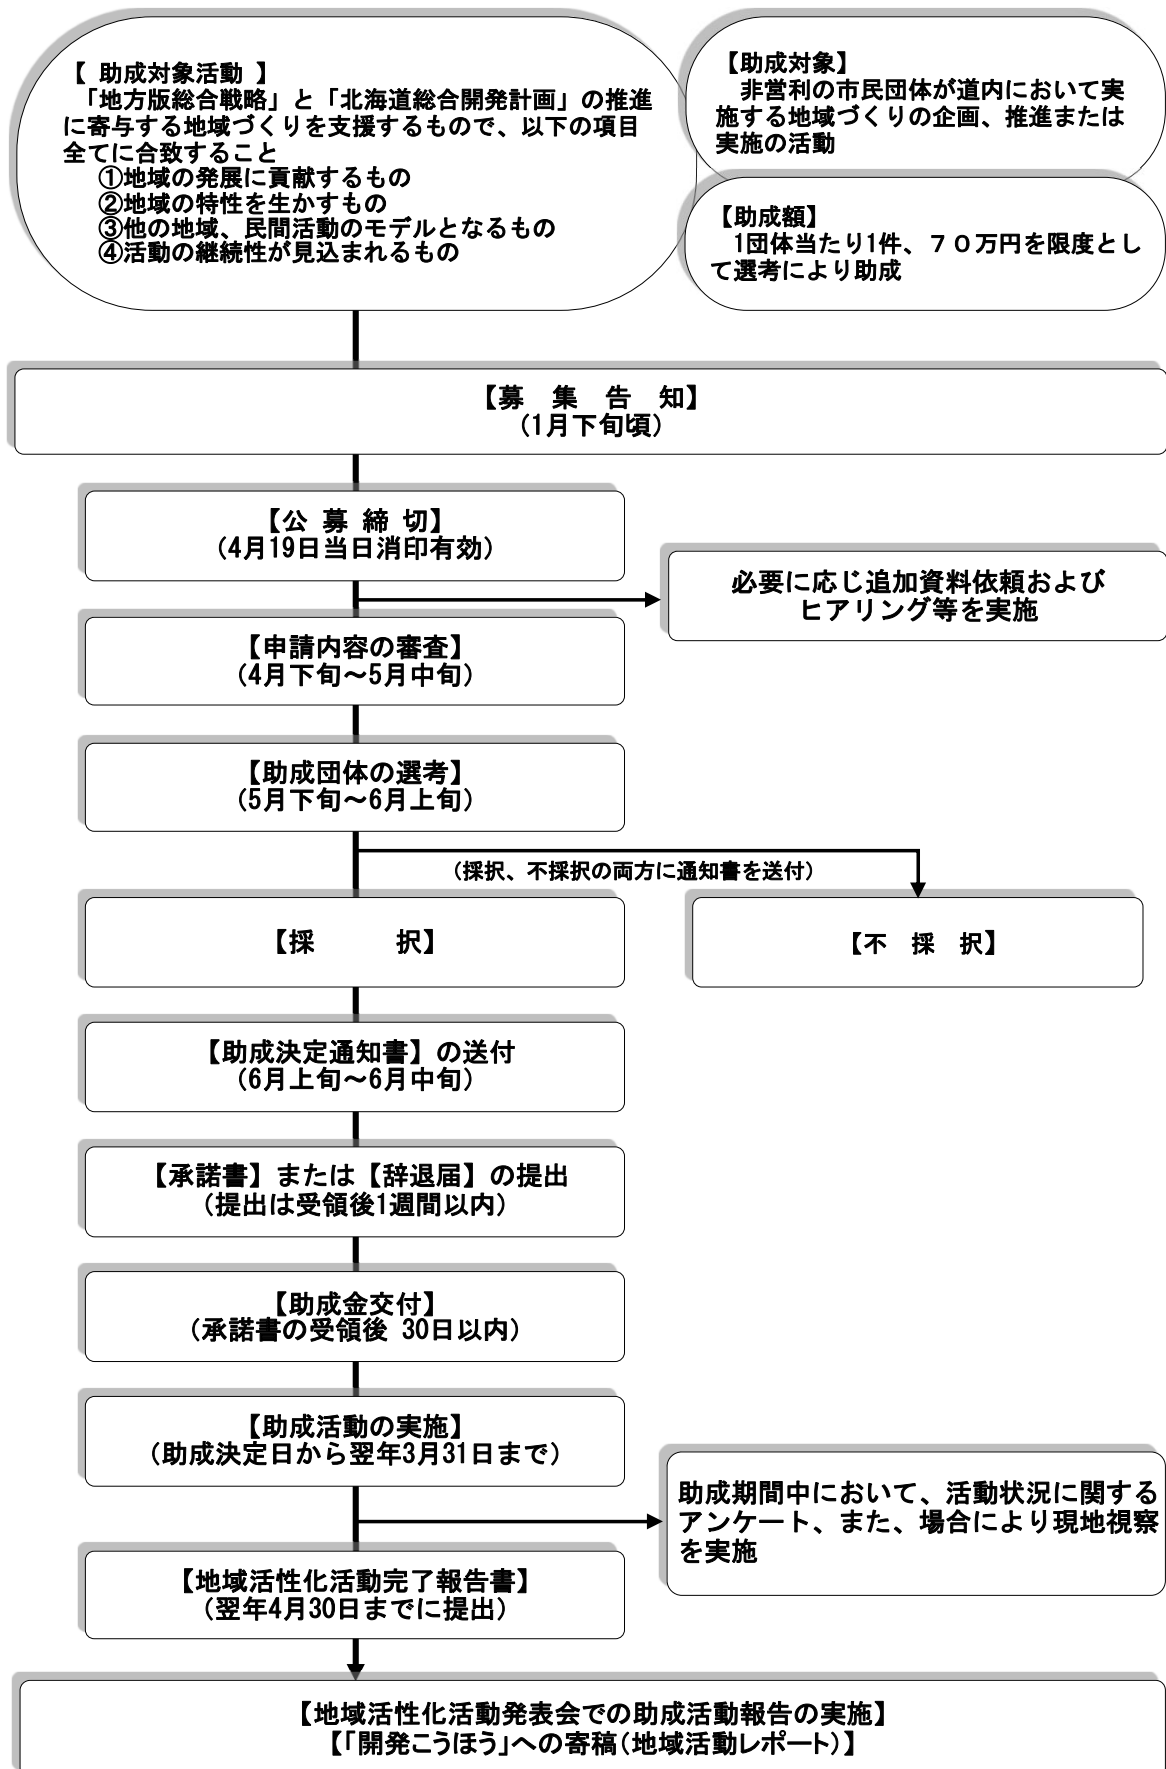 【 助成対象活動 】
「地方版総合戦略」と「北海道総合開発計画」の推進
に寄与する地域づくりを支援するもので、以下の項目
全てに合致すること
①地域の発展に貢献するもの
②地域の特性を生かすもの
③他の地域、民間活動のモデルとなるもの
④活動の継続性が見込まれるもの
【助成対象】
非営利の市民団体が道内において実
施する地域づくりの企画、推進または
実施の活動
【助成額】
1団体当たり1件、７０万円を限度とし
て選考により助成
【募　集　告　知】
（1月下旬頃）
【公 募 締 切】
（4月19日当日消印有効）
必要に応じ追加資料依頼および
ヒアリング等を実施
【申請内容の審査】
（4月下旬～5月中旬）
【助成団体の選考】
（5月下旬～6月上旬）
（採択、不採択の両方に通知書を送付）
【採　　　択】
【不　採　択】
【助成決定通知書】の送付
（6月上旬～6月中旬）
【承諾書】または【辞退届】の提出
（提出は受領後1週間以内）
【助成金交付】
（承諾書の受領後 30日以内）
【助成活動の実施】
（助成決定日から翌年3月31日まで）
助成期間中において、活動状況に関する
アンケート、また、場合により現地視察
を実施
【地域活性化活動完了報告書】
（翌年4月30日までに提出）
【地域活性化活動発表会での助成活動報告の実施】
【「開発こうほう」への寄稿（地域活動レポート）】